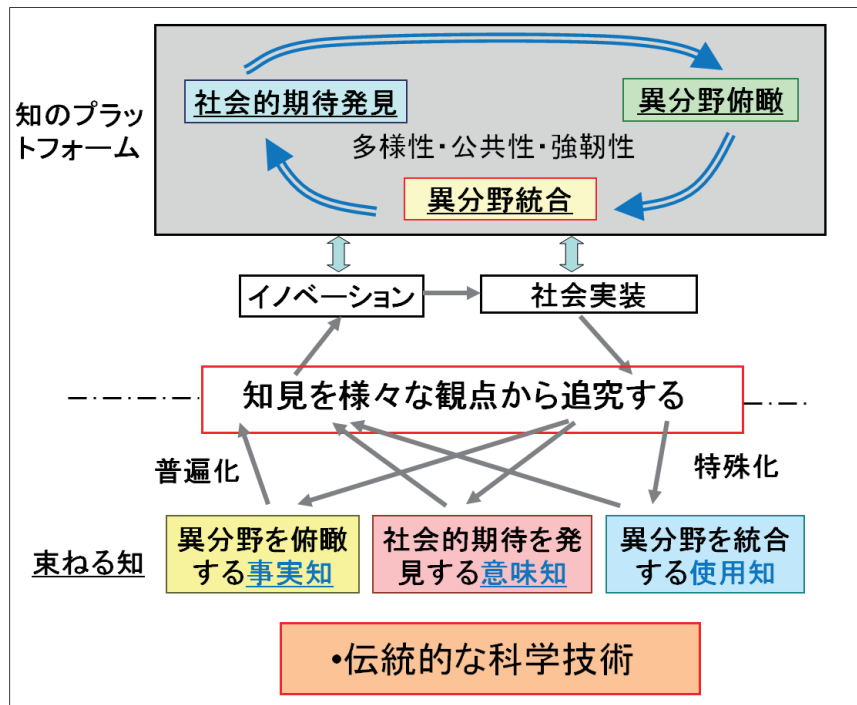 知のプラッ
トフォーム
社会的期待発見
異分野俯瞰
多様性・公共性・強靭性
異分野統合
イノベーション
社会実装
知見を様々な観点から追究する
普遍化
特殊化
束ねる知
異分野を俯瞰
する事実知
社会的期待を発
見する意味知
異分野を統合
する使用知
•伝統的な科学技術